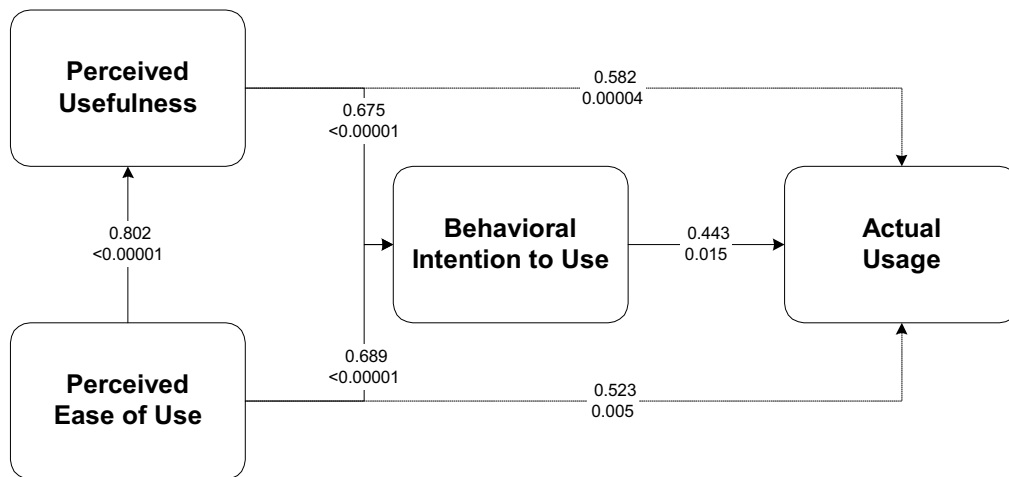 Perceived
Usefulness
0.582
0.00004
0.675
<0.00001
0.802
<0.00001
Behavioral
Intention to Use
0.443
0.015
Actual
Usage
0.689
<0.00001
Perceived
Ease of Use
0.523
0.005